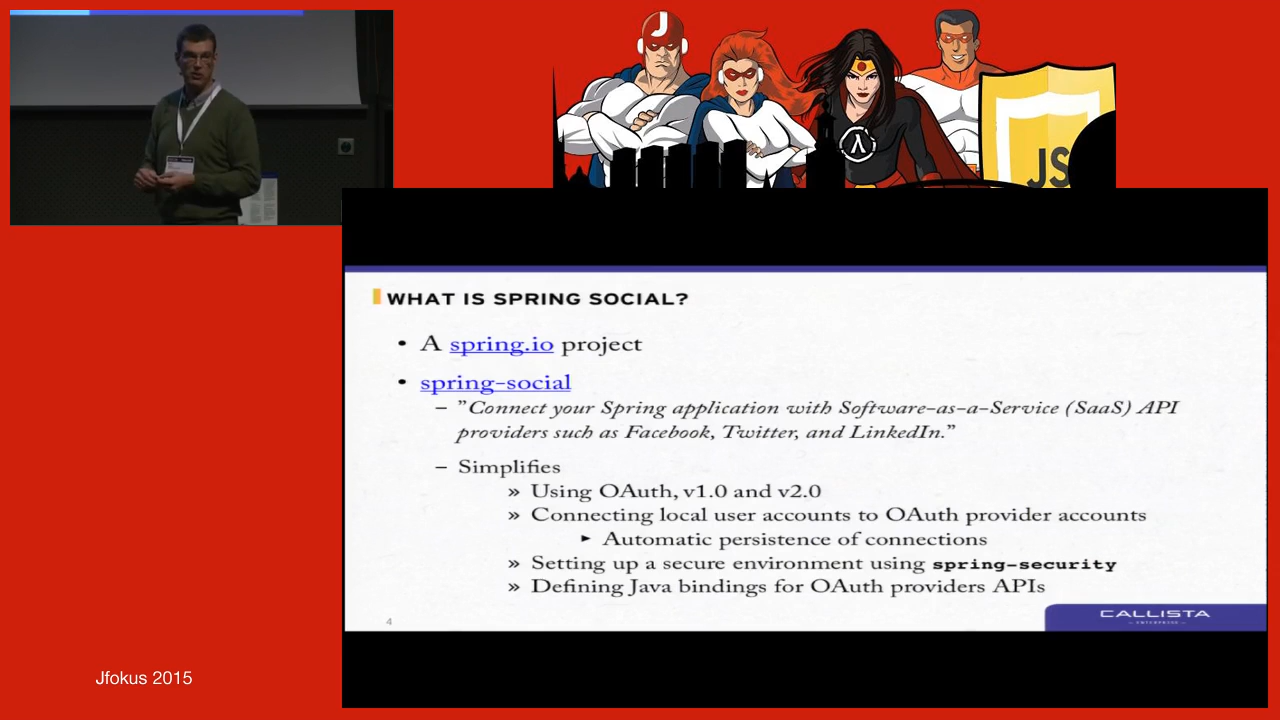 J
JS
WHAT IS SPRING SOCIAL?
• A spring.io project
• spring-social
– ”Connect your Spring application with Software-as-a-Service (SaaS) API
providers such as Facebook, Twitter, and LinkedIn.”
– Simplifies
» Using OAuth, v1.0 and v2.0
» Connecting local user accounts to OAuth provider accounts
► Automatic persistence of connections
» Setting up a secure environment using spring-security
» Defining Java bindings for OAuth providers APIs
4
CALLISTA
— ENTERPRISE —
Jfokus 2015